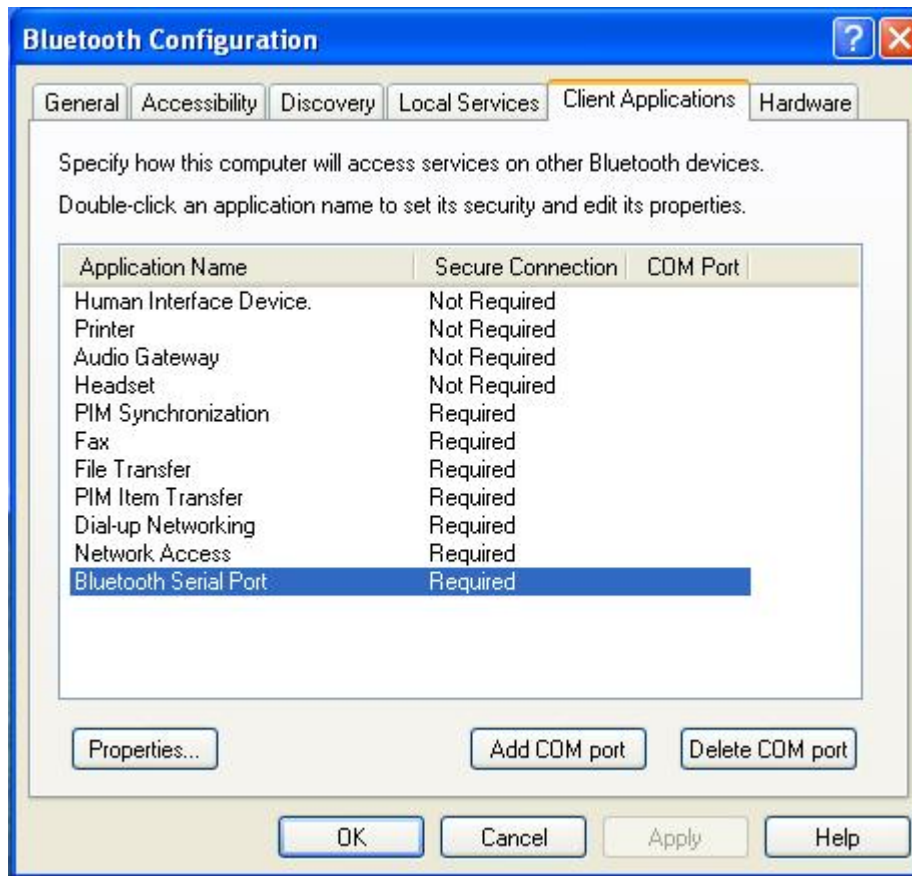 Bluetooth Configuration
General Accessibility Discovery Local Services Client Applications Hardware
Specify how this computer will access services on other Bluetooth devices.
Double-click an application name to set its security and edit its properties.
Application Name Secure Connection COM Port
Human Interface Device. Not Required
Printer Not Required
Audio Gateway Not Required
Headset Not Required
PIM Synchronization Required
Fax Required
File Transfer Required
PIM Item Transfer Required
Dial-up Networking Required
Network Access Required
Bluetooth Serial Port Required
Properties... Add COM port Delete COM port
OK Cancel Apply Help